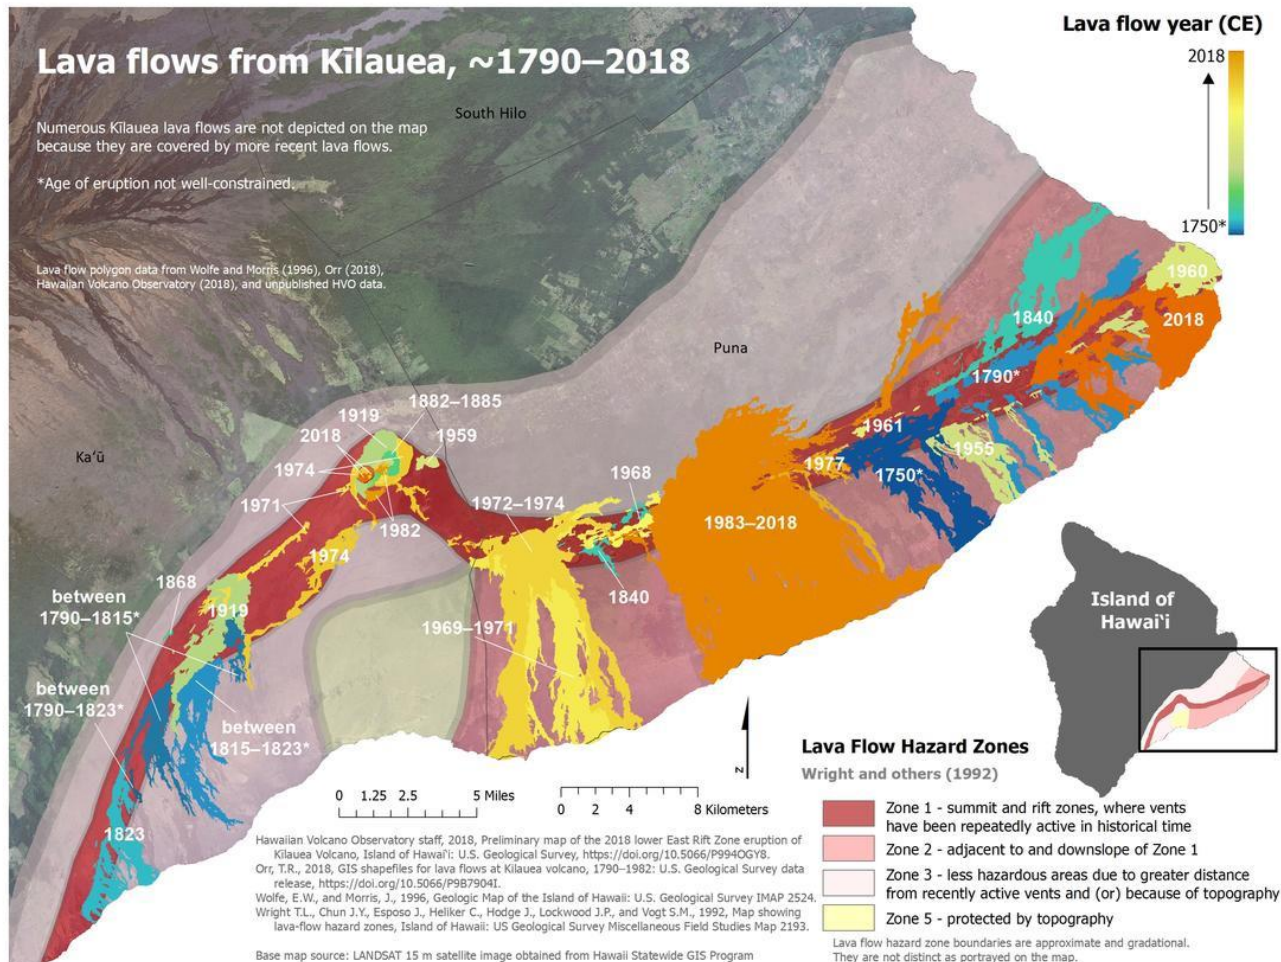 Lava flows from Kīlauea, ~1790–2018
Numerous Kīlauea lava flows are not depicted on the map
because they are covered by more recent lava flows.
*Age of eruption not well-constrained.
Lava flow polygon data from Wolfe and Morris (1996), Orr (2018),
Hawaiian Volcano Observatory (2018), and unpublished HVO data.
Lava flow year (CE)
2018
1750*
South Hilo
Puna
Kaʻū
1960
2018
1840
1790*
1961
1955
1977
1750*
1882–1885
1919
1959
2018
1974
1968
1971
1972–1974
1982
1983–2018
1974
1868
1840
between
1790–1815*
1919
1969–1971
between
1790–1823*
between
1815–1823*
1823
Island of
Hawaiʻi
N
0 1.25 2.5 5 Miles
0 2 4 8 Kilometers
Lava Flow Hazard Zones
Wright and others (1992)
Zone 1 - summit and rift zones, where vents
have been repeatedly active in historical time
Zone 2 - adjacent to and downslope of Zone 1
Zone 3 - less hazardous areas due to greater distance
from recently active vents and (or) because of topography
Zone 5 - protected by topography
Lava flow hazard zone boundaries are approximate and gradational.
They are not distinct as portrayed on the map.
Hawaiian Volcano Observatory staff, 2018, Preliminary map of the 2018 lower East Rift Zone eruption of
Kīlauea Volcano, Island of Hawaiʻi: U.S. Geological Survey, https://doi.org/10.5066/P994OGY8.
Orr, T.R., 2018, GIS shapefiles for lava flows at Kīlauea volcano, 1790–1982: U.S. Geological Survey data
release, https://doi.org/10.5066/P9B7904I.
Wolfe, E.W., and Morris, J., 1996, Geologic Map of the Island of Hawaii: U.S. Geological Survey IMAP 2524.
Wright T.L., Chun J.Y., Esposo J., Heliker C., Hodge J., Lockwood J.P., and Vogt S.M., 1992, Map showing
lava-flow hazard zones, Island of Hawaii: US Geological Survey Miscellaneous Field Studies Map 2193.
Base map source: LANDSAT 15 m satellite image obtained from Hawaii Statewide GIS Program